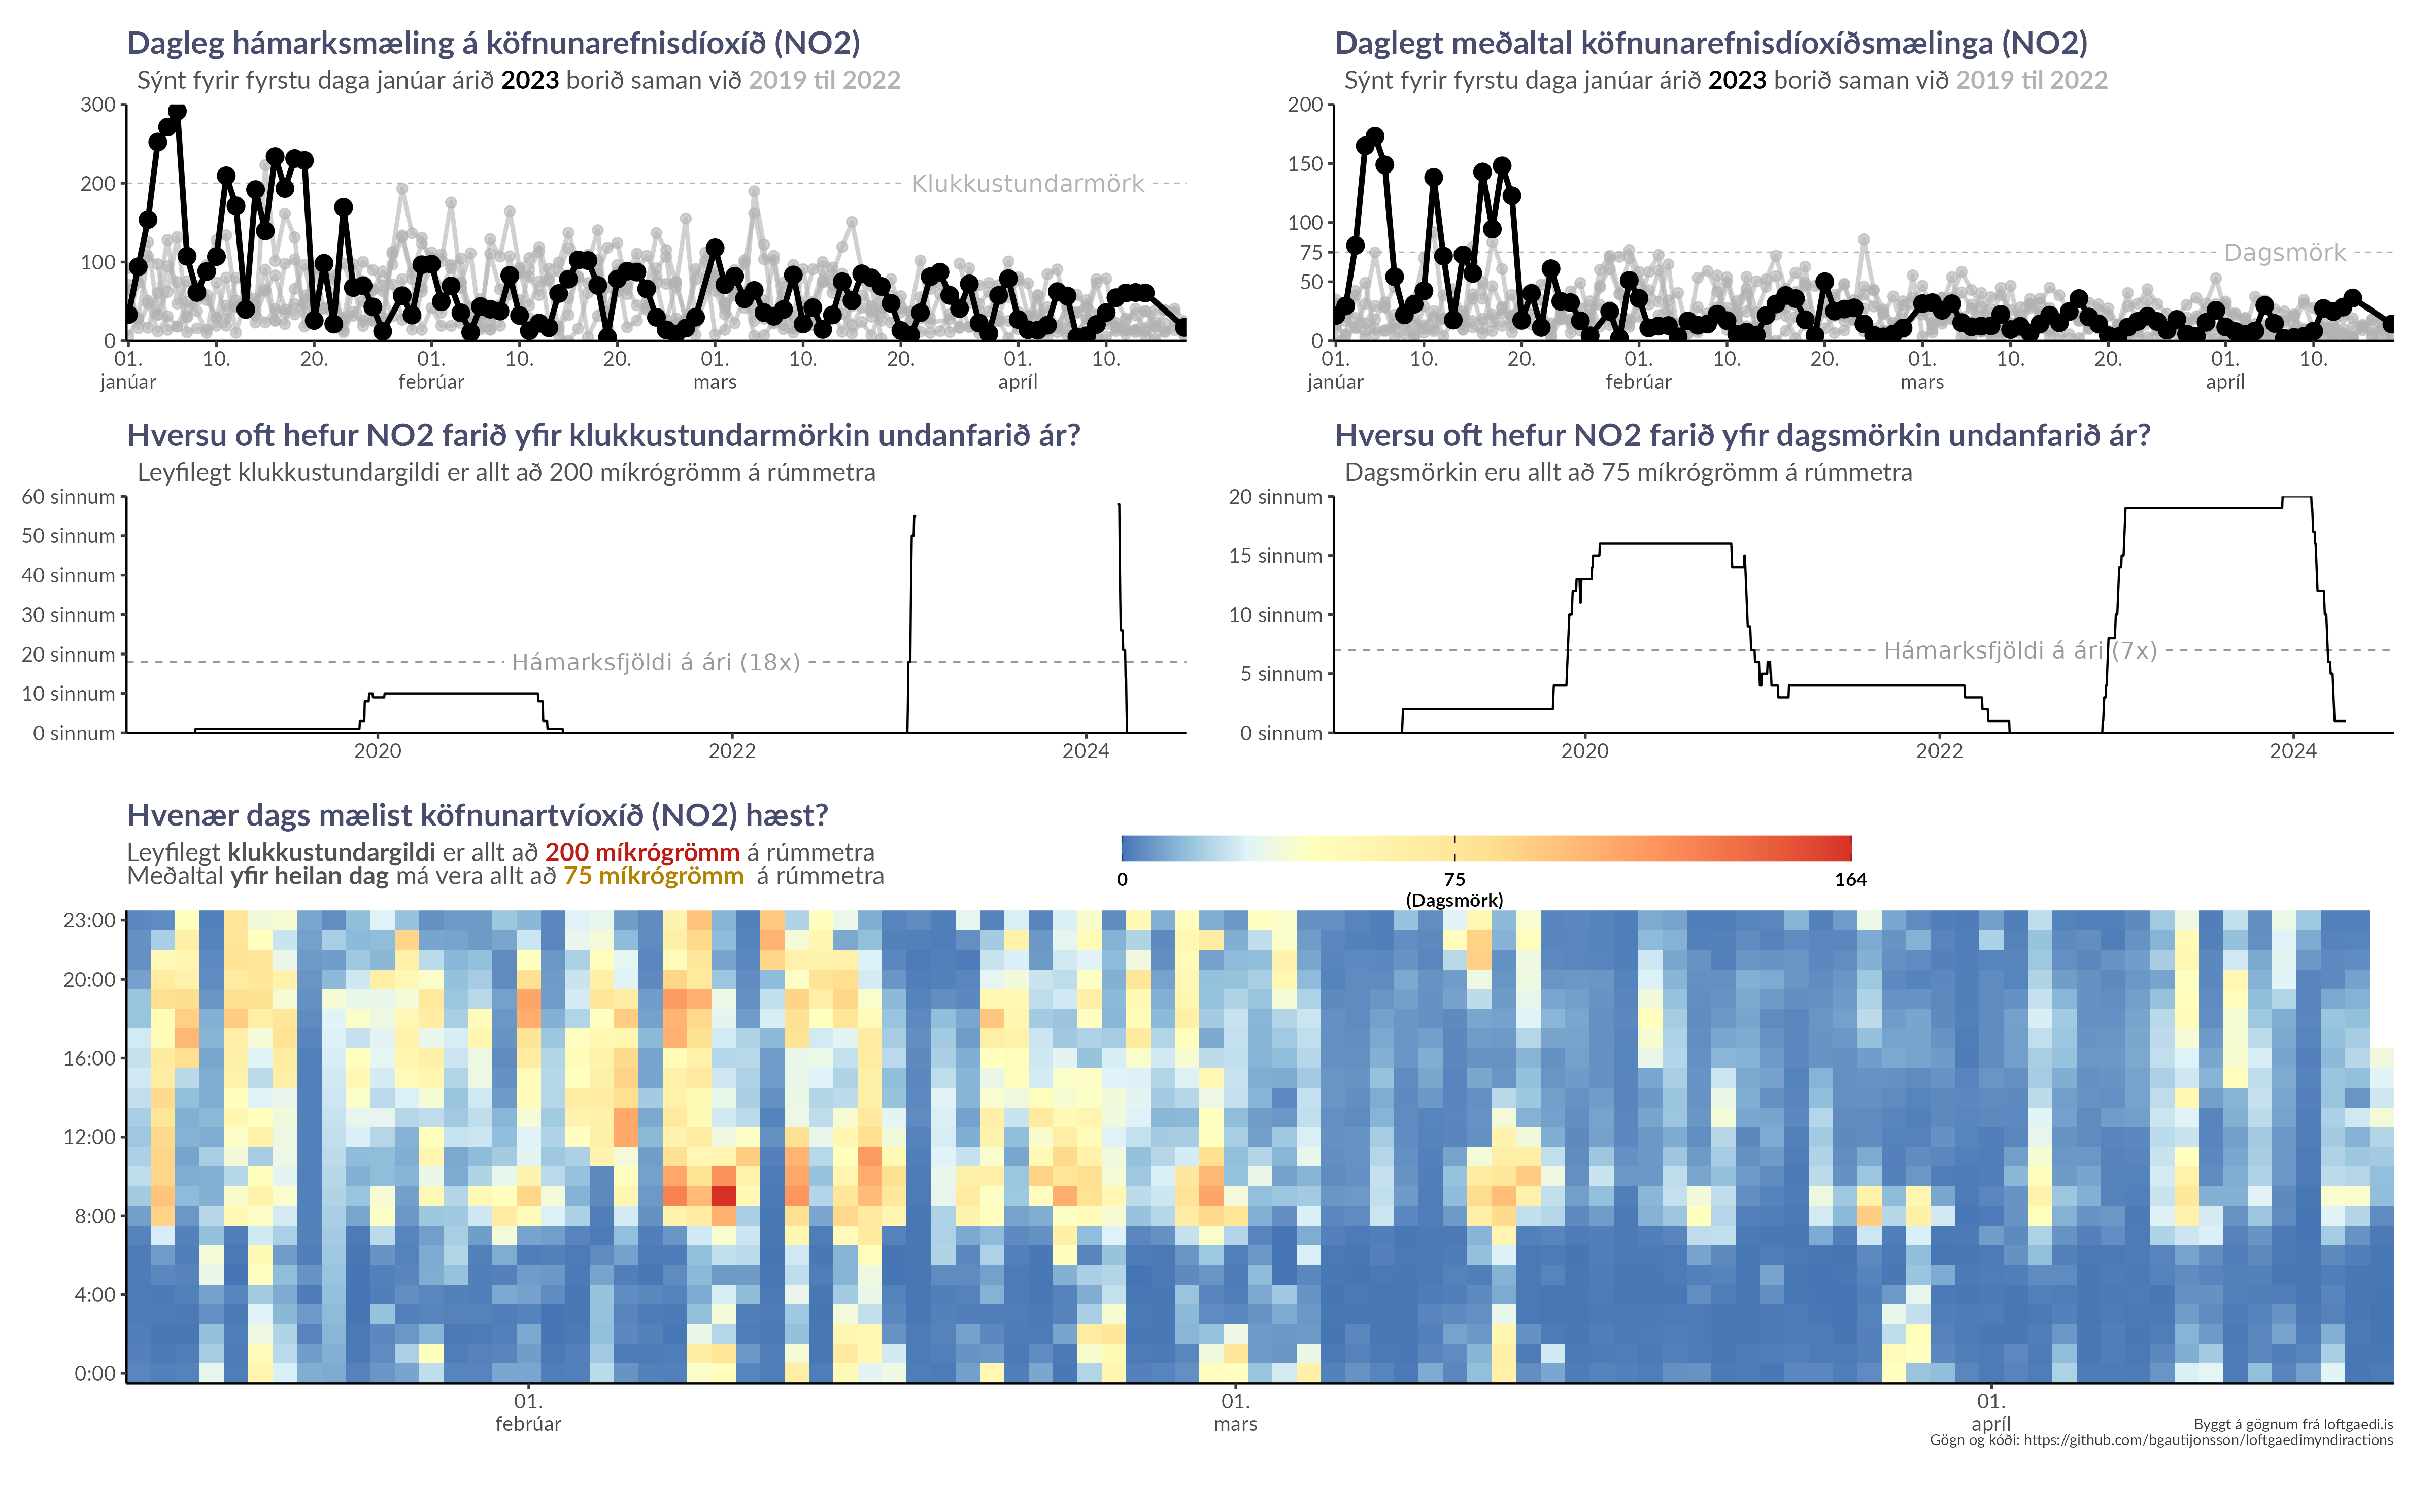 Dagleg hámarksmæling á köfnunarefnisdíoxíð (NO2)
Sýnt fyrir fyrstu daga janúar árið 2023 borið saman við 2019 til 2022
300
200
100
0
Klukkustundarmörk
01. 10. 20. 01. 10. 20. 01. 10. 20. 01. 10.
janúar febrúar mars apríl
Daglegt meðaltal köfnunarefnisdíoxíðsmælinga (NO2)
Sýnt fyrir fyrstu daga janúar árið 2023 borið saman við 2019 til 2022
200
150
100
75
50
0
Dagsmörk
01. 10. 20. 01. 10. 20. 01. 10. 20. 01. 10.
janúar febrúar mars apríl
Hversu oft hefur NO2 farið yfir klukkustundarmörkin undanfarið ár?
Leyfilegt klukkustundargildi er allt að 200 míkrógrömm á rúmmetra
60 sinnum
50 sinnum
40 sinnum
30 sinnum
20 sinnum
10 sinnum
0 sinnum
Hámarksfjöldi á ári (18x)
2020 2022 2024
Hversu oft hefur NO2 farið yfir dagsmörkin undanfarið ár?
Dagsmörkin eru allt að 75 míkrógrömm á rúmmetra
20 sinnum
15 sinnum
10 sinnum
5 sinnum
0 sinnum
Hámarksfjöldi á ári (7x)
2020 2022 2024
Hvenær dags mælist köfnunartvíoxíð (NO2) hæst?
Leyfilegt klukkustundargildi er allt að 200 míkrógrömm á rúmmetra
Meðaltal yfir heilan dag má vera allt að 75 míkrógrömm á rúmmetra
0 75 164
(Dagsmörk)
23:00
20:00
16:00
12:00
8:00
4:00
0:00
01. 01. 01.
febrúar mars apríl
Byggt á gögnum frá loftgaedi.is
Gögn og kóði: https://github.com/bgautijonsson/loftgaedimyndiractions